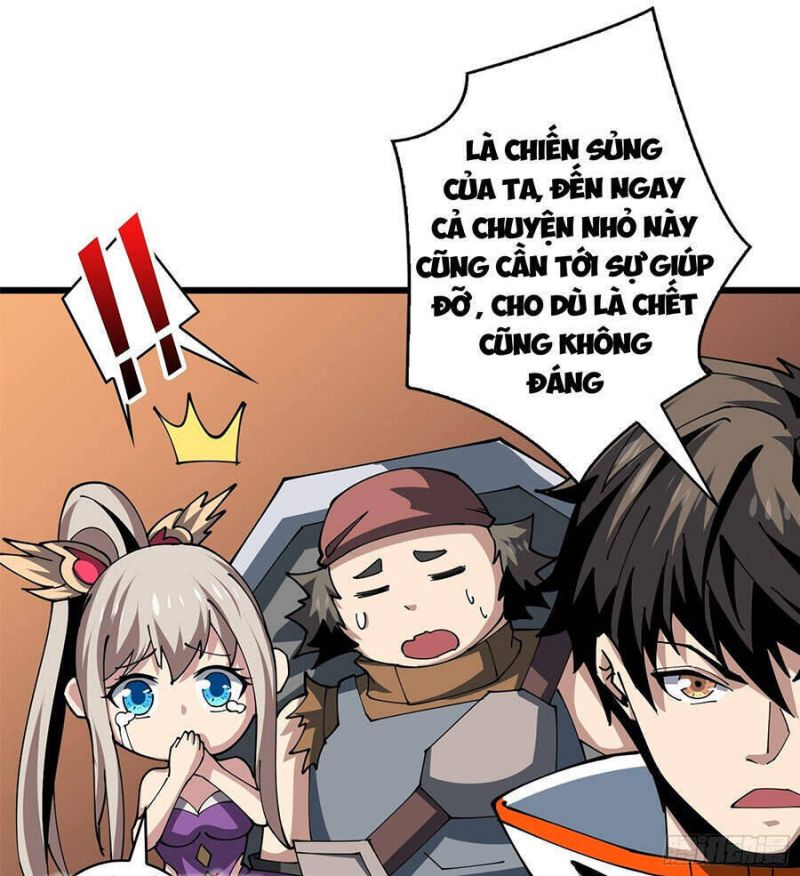 !!
LÀ CHIẾN SỦNG
CỦA TA, ĐẾN NGAY
CẢ CHUYỆN NHỎ NÀY
CŨNG CẦN TỚI SỰ GIÚP
ĐỠ , CHO DÙ LÀ CHẾT
CŨNG KHÔNG
ĐÁNG